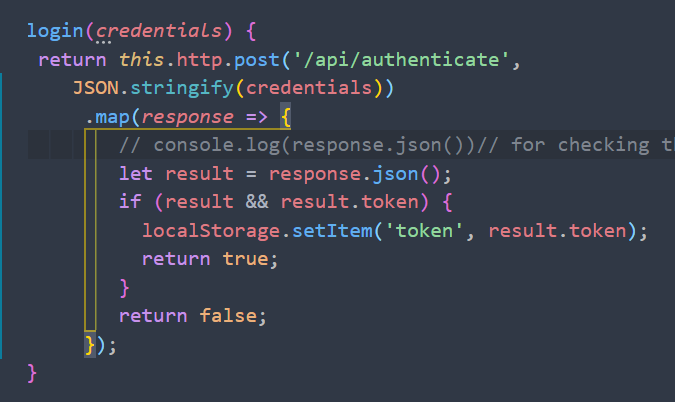 login(credentials) {
return this.http.post('/api/authenticate',
JSON.stringify(credentials))
.map(response => {
// console.log(response.json())// for checking
let result = response.json();
if (result && result.token) {
localStorage.setItem('token', result.token);
return true;
}
return false;
});
}